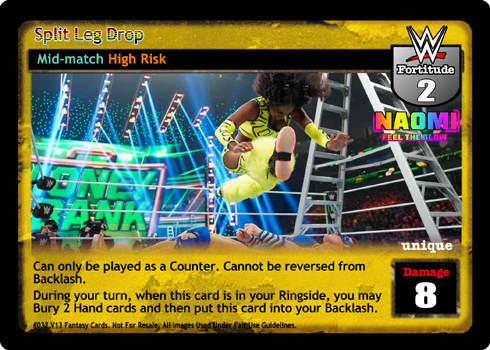 Split Leg Drop
Mid-match High Risk
W
Fortitude
2
NAOMI
FEEL THE GLOW
ONE
ANK
unique
Can only be played as a Counter. Cannot be reversed from
Backlash.
During your turn, when this card is in your Ringside, you may
Bury 2 Hand cards and then put this card into your Backlash.
Damage
8
#032.V13 Fantasy Cards. Not For Resale, All Images Used Under Fair Use Guidelines.